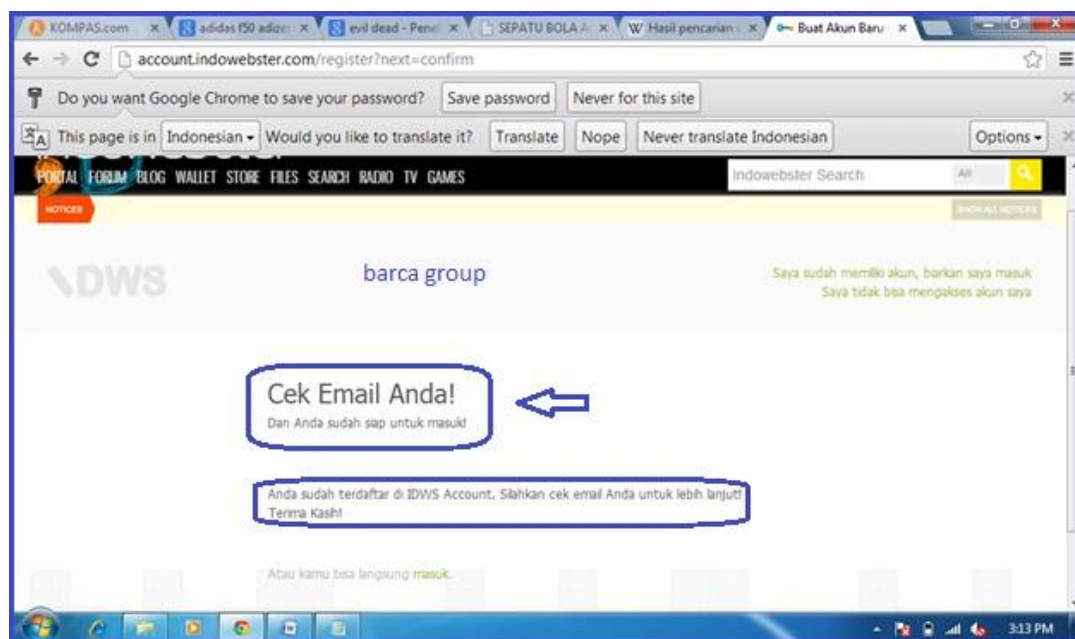 KOMPAS.com
adidas f50 adize
evil dead - Pene
SEPATU BOLA A
W Hasil pencarian
Buat Akun Baru
account.indowebster.com/register?next=confirm
Do you want Google Chrome to save your password? Save password Never for this site
This page is in Indonesian Would you like to translate it? Translate Nope Never translate Indonesian Options
PORTAL FORUM BLOG WALLET STORE FILES SEARCH RADIO TV GAMES Indowebster Search All
NOTICES SHOW ALL NOTICES
IDWS barca group Saya sudah memiliki akun, biarkan saya masuk
Saya tidak bisa mengakses akun saya
Cek Email Anda!
Dan Anda sudah siap untuk masuk!
Anda sudah terdaftar di IDWS Account. Silahkan cek email Anda untuk lebih lanjut!
Terima Kasih!
Atau kamu bisa langsung masuk.
3:13 PM